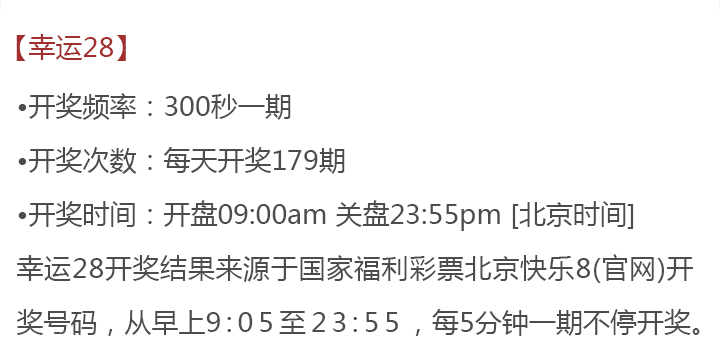 【幸运28】
•开奖频率：300秒一期
•开奖次数：每天开奖179期
•开奖时间：开盘09:00am 关盘23:55pm [北京时间]
幸运28开奖结果来源于国家福利彩票北京快乐8(官网)开
奖号码，从早上9:05至23:55，每5分钟一期不停开奖。